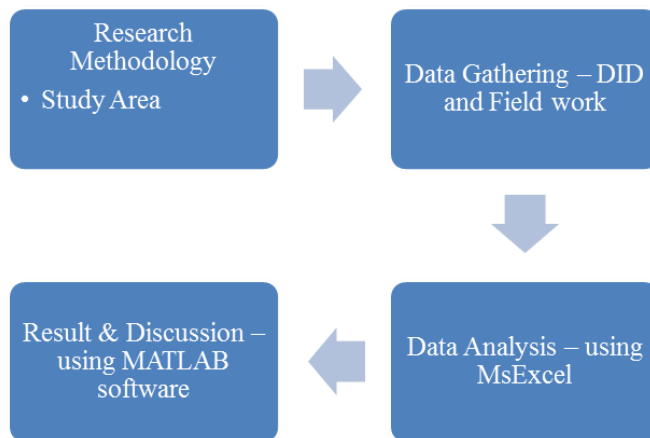 Research
Methodology
• Study Area
Data Gathering – DID
and Field work
Data Analysis – using
MsExcel
Result & Discussion –
using MATLAB
software